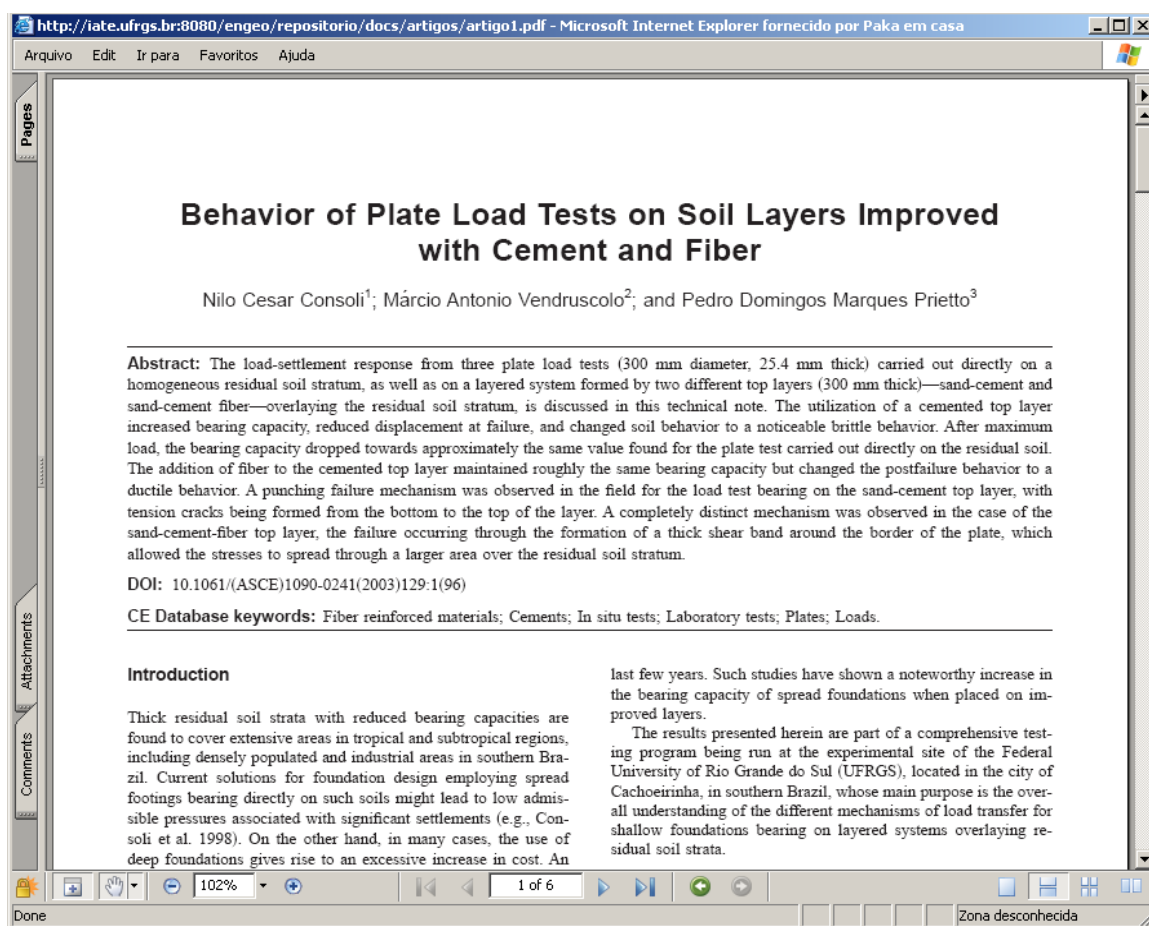 http://iate.ufrgs.br:8080/engeo/repositorio/docs/artigos/artigo1.pdf - Microsoft Internet Explorer fornecido por Paka em casa
Arquivo Edit Ir para Favoritos Ajuda
Pages
Behavior of Plate Load Tests on Soil Layers Improved
with Cement and Fiber
Nilo Cesar Consoli1; Márcio Antonio Vendruscolo2; and Pedro Domingos Marques Prietto3
Abstract: The load-settlement response from three plate load tests (300 mm diameter, 25.4 mm thick) carried out directly on a
homogeneous residual soil stratum, as well as on a layered system formed by two different top layers (300 mm thick)—sand-cement and
sand-cement fiber—overlaying the residual soil stratum, is discussed in this technical note. The utilization of a cemented top layer
increased bearing capacity, reduced displacement at failure, and changed soil behavior to a noticeable brittle behavior. After maximum
load, the bearing capacity dropped towards approximately the same value found for the plate test carried out directly on the residual soil.
The addition of fiber to the cemented top layer maintained roughly the same bearing capacity but changed the postfailure behavior to a
ductile behavior. A punching failure mechanism was observed in the field for the load test bearing on the sand-cement top layer, with
tension cracks being formed from the bottom to the top of the layer. A completely distinct mechanism was observed in the case of the
sand-cement-fiber top layer, the failure occurring through the formation of a thick shear band around the border of the plate, which
allowed the stresses to spread through a larger area over the residual soil stratum.
DOI: 10.1061/(ASCE)1090-0241(2003)129:1(96)
CE Database keywords: Fiber reinforced materials; Cements; In situ tests; Laboratory tests; Plates; Loads.
Attachments
Comments
Introduction
Thick residual soil strata with reduced bearing capacities are
found to cover extensive areas in tropical and subtropical regions,
including densely populated and industrial areas in southern Bra-
zil. Current solutions for foundation design employing spread
footings bearing directly on such soils might lead to low admis-
sible pressures associated with significant settlements (e.g., Con-
soli et al. 1998). On the other hand, in many cases, the use of
deep foundations gives rise to an excessive increase in cost. An
last few years. Such studies have shown a noteworthy increase in
the bearing capacity of spread foundations when placed on im-
proved layers.
The results presented herein are part of a comprehensive test-
ing program being run at the experimental site of the Federal
University of Rio Grande do Sul (UFRGS), located in the city of
Cachoeirinha, in southern Brazil, whose main purpose is the over-
all understanding of the different mechanisms of load transfer for
shallow foundations bearing on layered systems overlaying re-
sidual soil strata.
102% 1 of 6
Done Zona desconhecida